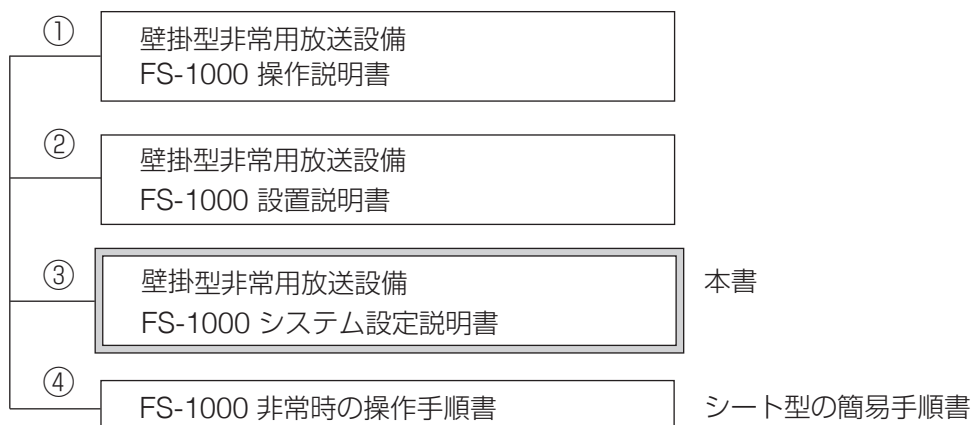 ①
壁掛型非常用放送設備
FS-1000 操作説明書
②
壁掛型非常用放送設備
FS-1000 設置説明書
③
壁掛型非常用放送設備
FS-1000 システム設定説明書
本書
④
FS-1000 非常時の操作手順書
シート型の簡易手順書